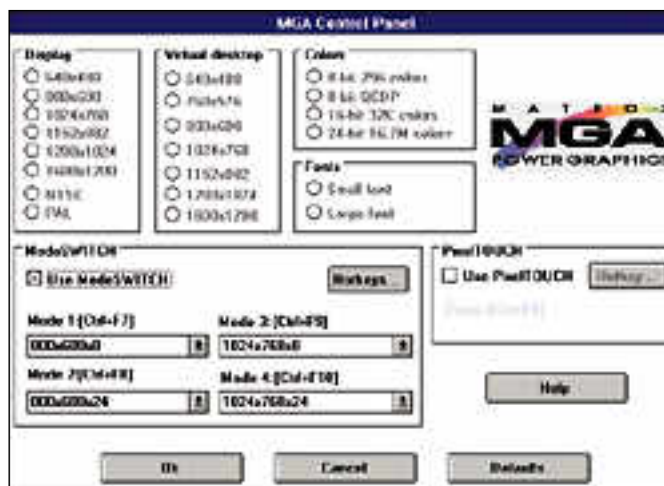 MGA Control Panel
Display
640x480
800x600
1024x768
1152x882
1280x1024
1600x1200
NTSC
PAL
Virtual desktop
640x480
768x576
800x600
1024x768
1152x882
1280x1024
1600x1200
Colors
8-bit 256 colors
8-bit
16-bit 32K colors
24-bit 16.7M colors
Fonts
Small font
Large font
MATROX
MGA
POWER GRAPHICS
ModeSWITCH
Use ModeSWITCH
Hotkeys...
Mode 1:[Ctrl+F7]
800x600x8
Mode 2:[Ctrl+F8]
800x600x24
Mode 3:[Ctrl+F9]
1024x768x8
Mode 4:[Ctrl+F10]
1024x768x24
PixelTOUCH
Use PixelTOUCH
Hotkey...
Help
Ok
Cancel
Defaults